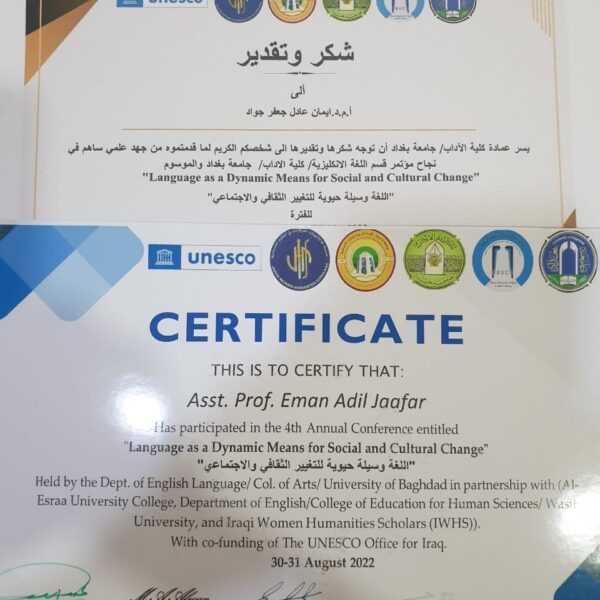 unesco
شكر وتقدير
ألى
أ.م.د.ايمان عادل جعفر جواد
يسر عمادة كلية الاداب/ جامعة بغداد أن توجه شكرها وتقديرها الى شخصكم الكريم لما قدمتموه من جهد علمي ساهم في
نجاح مؤتمر قسم اللغة الانكليزية/ كلية الاداب/ جامعة بغداد والموسوم
"Language as a Dynamic Means for Social and Cultural Change"
"اللغة وسيلة حيوية للتغيير الثقافي والاجتماعي"
للفترة
unesco
CERTIFICATE
THIS IS TO CERTIFY THAT:
Asst. Prof. Eman Adil Jaafar
Has participated in the 4th Annual Conference entitled
"Language as a Dynamic Means for Social and Cultural Change"
"اللغة وسيلة حيوية للتغيير الثقافي والاجتماعي"
Held by the Dept. of English Language/ Col. of Arts/ University of Baghdad in partnership with (Al-
Esraa University College, Department of English/College of Education for Human Sciences/ Wasit
University, and Iraqi Women Humanities Scholars (IWHS)).
With co-funding of The UNESCO Office for Iraq.
30-31 August 2022